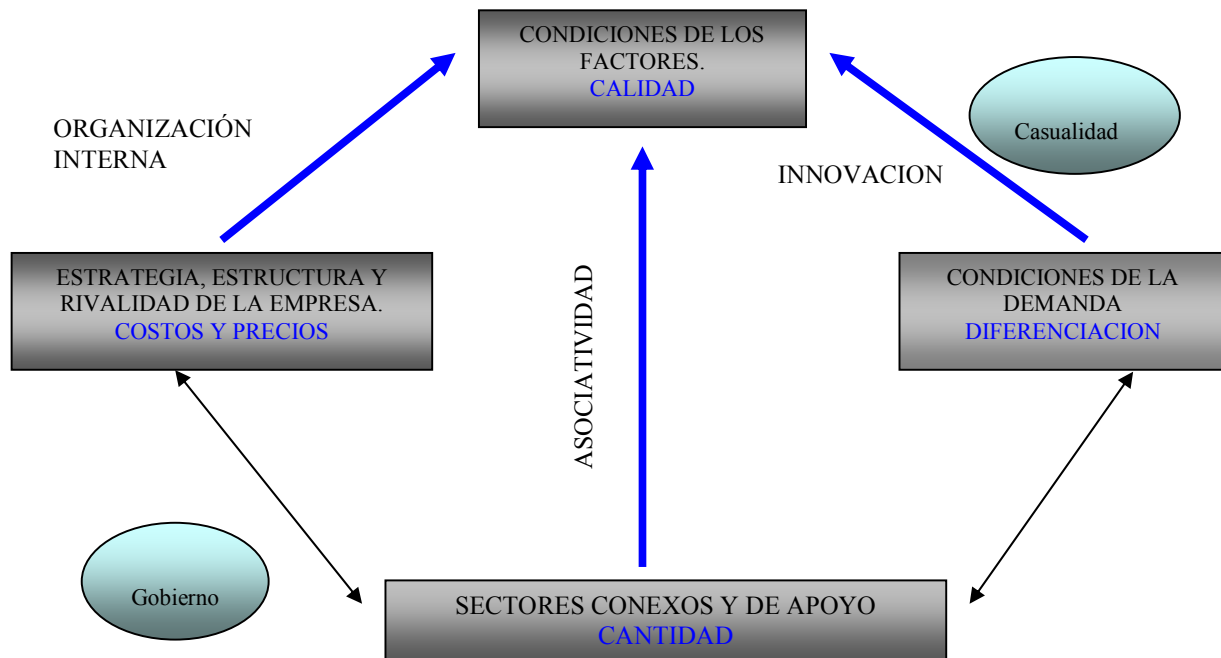 CONDICIONES DE LOS
FACTORES.
CALIDAD
Casualidad
ORGANIZACIÓN
INTERNA
INNOVACION
ESTRATEGIA, ESTRUCTURA Y
RIVALIDAD DE LA EMPRESA.
COSTOS Y PRECIOS
ASOCIATIVIDAD
CONDICIONES DE LA
DEMANDA
DIFERENCIACION
Gobierno
SECTORES CONEXOS Y DE APOYO
CANTIDAD